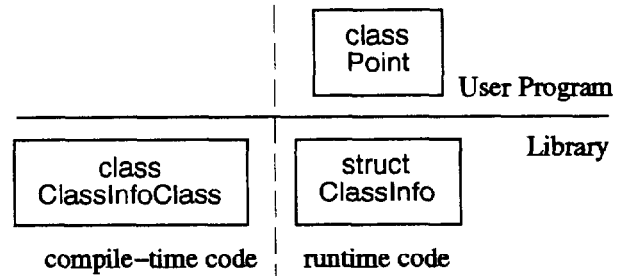 class
Point
User Program
Library
class
ClassInfoClass
struct
ClassInfo
compile-time code
runtime code